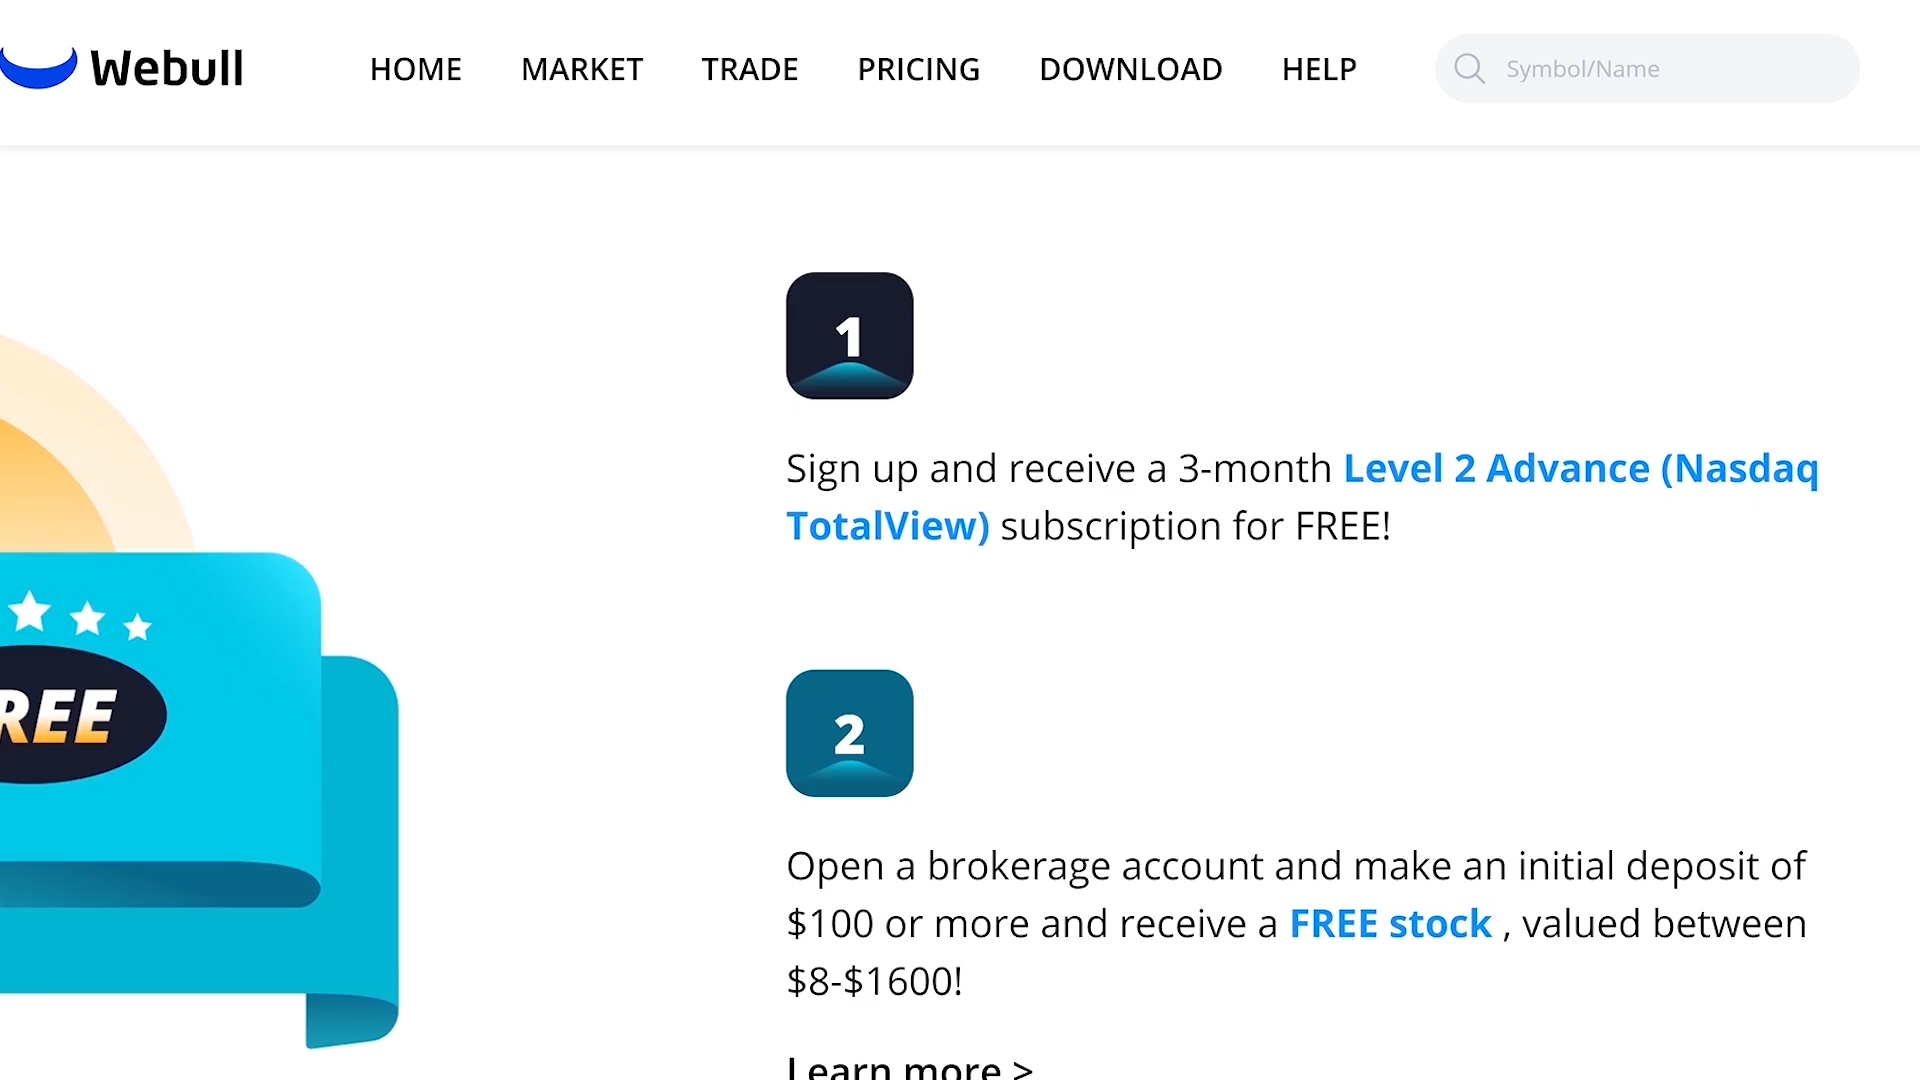 Webull
HOME
MARKET
TRADE
PRICING
DOWNLOAD
HELP
Symbol/Name
1
Sign up and receive a 3-month Level 2 Advance (Nasdaq
TotalView) subscription for FREE!
REE
2
Open a brokerage account and make an initial deposit of
$100 or more and receive a FREE stock , valued between
$8-$1600!
Learn more >